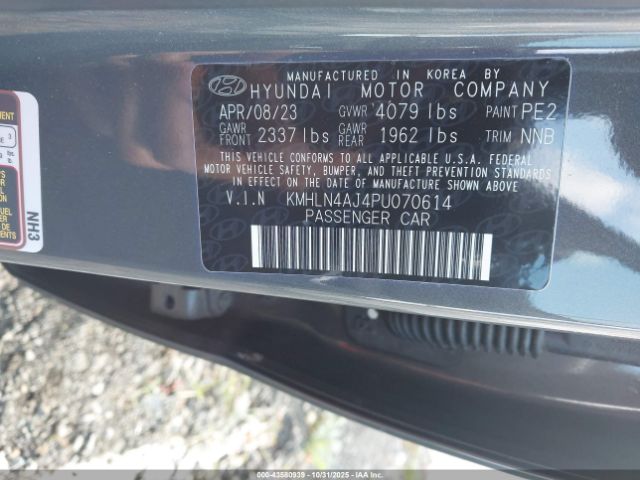 MANUFACTURED IN KOREA BY
HYUNDAI MOTOR COMPANY
APR/08/23 GVWR 4079 lbs PAINT PE2
GAWR FRONT 2337 lbs GAWR REAR 1962 lbs TRIM NNB
THIS VEHICLE CONFORMS TO ALL APPLICABLE U.S.A. FEDERAL
MOTOR VEHICLE SAFETY, BUMPER, AND THEFT PREVENTION
STANDARDS IN EFFECT ON THE DATE OF MANUFACTURE SHOWN ABOVE.
V.I.N KMHLN4AJ4PU070614
PASSENGER CAR
NH3
000-43580939 10/31/2025 COPART IAA